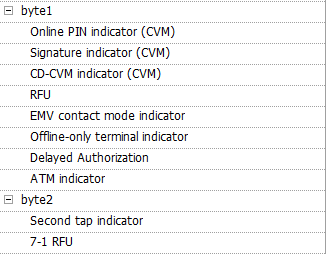 byte1
Online PIN indicator (CVM)
Signature indicator (CVM)
CD-CVM indicator (CVM)
RFU
EMV contact mode indicator
Offline-only terminal indicator
Delayed Authorization
ATM indicator
byte2
Second tap indicator
7-1 RFU